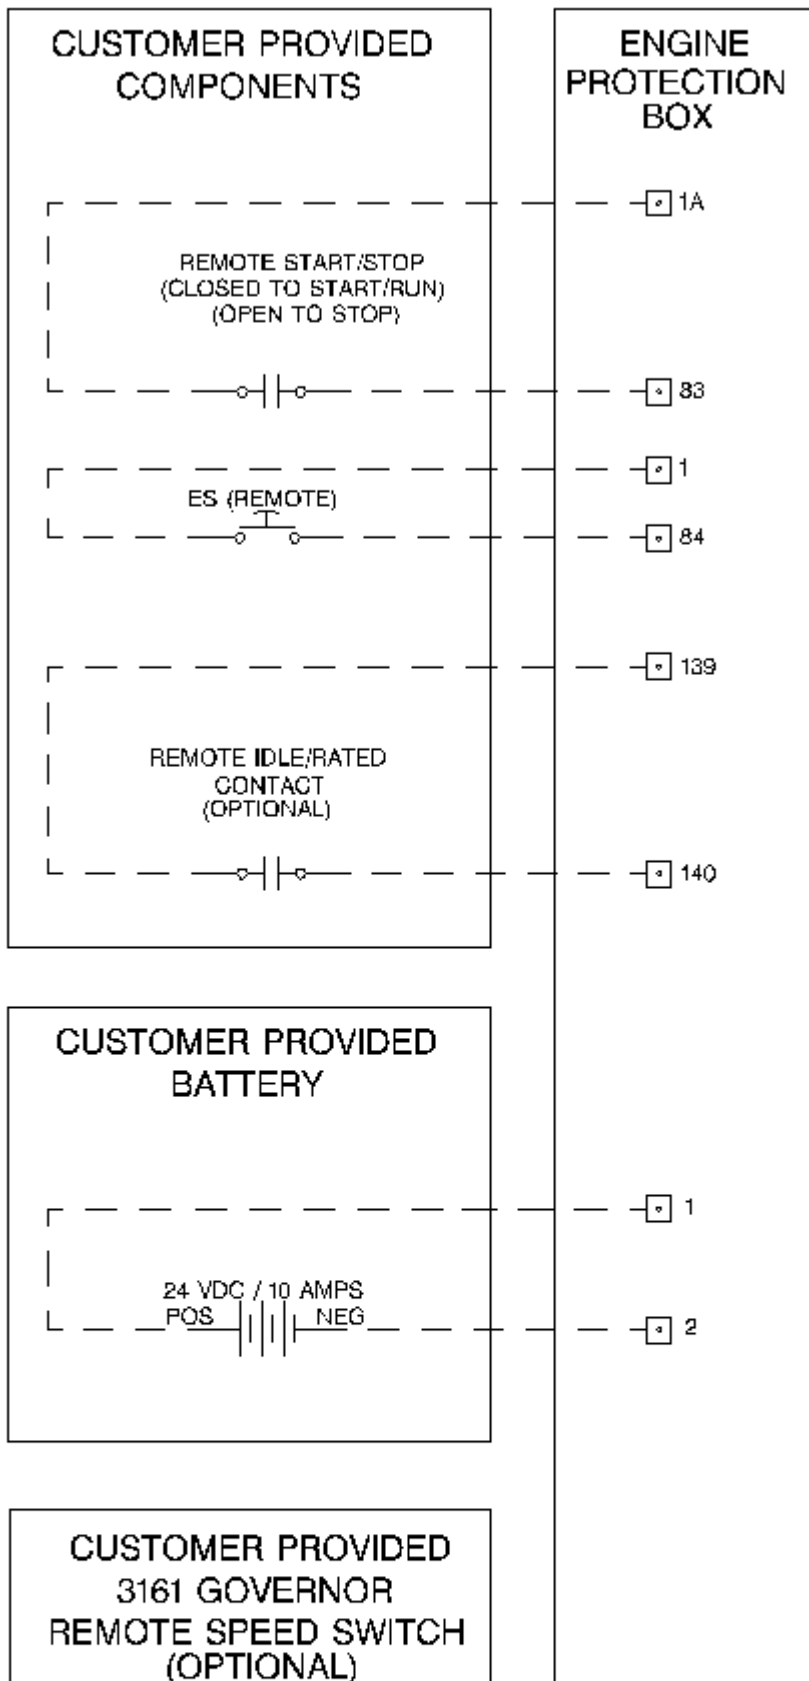 CUSTOMER PROVIDED
COMPONENTS
ENGINE
PROTECTION
BOX
1A
REMOTE START/STOP
(CLOSED TO START/RUN)
(OPEN TO STOP)
83
1
ES (REMOTE)
84
139
REMOTE IDLE/RATED
CONTACT
(OPTIONAL)
140
CUSTOMER PROVIDED
BATTERY
1
24 VDC / 10 AMPS
POS NEG
2
CUSTOMER PROVIDED
3161 GOVERNOR
REMOTE SPEED SWITCH
(OPTIONAL)